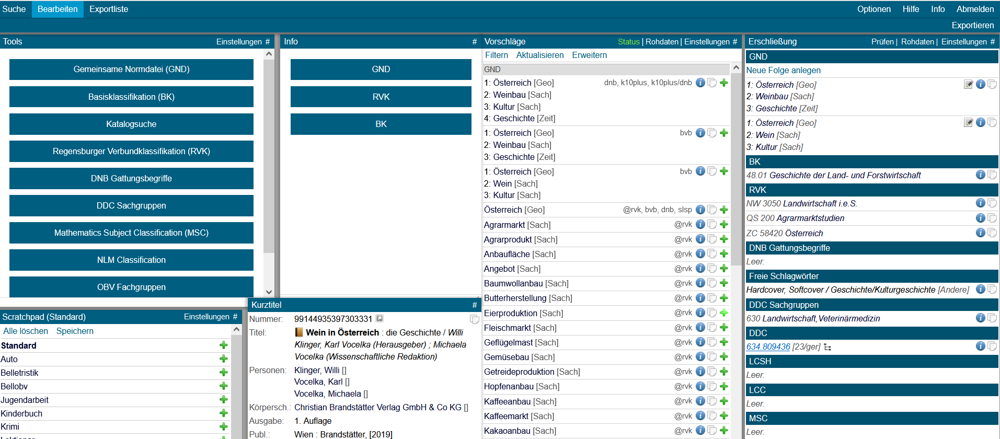 Suche Bearbeiten Exportliste Optionen Hilfe Info Abmelden
Exportieren
Tools Einstellungen #
Gemeinsame Normdatei (GND)
Basisklassifikation (BK)
Katalogsuche
Regensburger Verbundklassifikation (RVK)
DNB Gattungsbegriffe
DDC Sachgruppen
Mathematics Subject Classification (MSC)
NLM Classification
OBV Fachgruppen
Scratchpad (Standard) Einstellungen #
Alle löschen Speichern
Standard
Auto
Belletristik
Bellobv
Jugendarbeit
Kinderbuch
Krimi
Info #
GND
RVK
BK
Kurztitel #
Nummer: 99144935397303331
Titel: Wein in Österreich : die Geschichte / Willi
Klinger, Karl Vocelka (Herausgeber) ; Michaela
Vocelka (Wissenschaftliche Redaktion)
Personen: Klinger, Willi []
Vocelka, Karl []
Vocelka, Michaela []
Körpersch.: Christian Brandstätter Verlag GmbH & Co KG []
Ausgabe: 1. Auflage
Publ.: Wien : Brandstätter, [2019]
Vorschläge Status | Rohdaten | Einstellungen #
Filtern Aktualisieren Erweitern
GND
1: Österreich [Geo] dnb, k10plus, k10plus/dnb
2: Weinbau [Sach]
3: Kultur [Sach]
4: Geschichte [Zeit]
1: Österreich [Geo] bvb
2: Weinbau [Sach]
3: Geschichte [Zeit]
1: Österreich [Geo] bvb
2: Wein [Sach]
3: Kultur [Sach]
Österreich [Geo] @rvk, bvb, dnb, slsp
Agrarmarkt [Sach] @rvk
Agrarprodukt [Sach] @rvk
Anbaufläche [Sach] @rvk
Angebot [Sach] @rvk
Baumwollanbau [Sach] @rvk
Butterherstellung [Sach] @rvk
Eierproduktion [Sach] @rvk
Fleischmarkt [Sach] @rvk
Geflügelmast [Sach] @rvk
Gemüsebau [Sach] @rvk
Getreideproduktion [Sach] @rvk
Hopfenanbau [Sach] @rvk
Kaffeeanbau [Sach] @rvk
Kaffeemarkt [Sach] @rvk
Kakaoanbau [Sach] @rvk
Erschließung Prüfen | Rohdaten | Einstellungen #
GND
Neue Folge anlegen
1: Österreich [Geo]
2: Weinbau [Sach]
3: Geschichte [Zeit]
1: Österreich [Geo]
2: Wein [Sach]
3: Kultur [Sach]
BK
48.01 Geschichte der Land- und Forstwirtschaft
RVK
NW 3050 Landwirtschaft i.e.S.
QS 200 Agrarmarktstudien
ZC 58420 Österreich
DNB Gattungsbegriffe
Leer.
Freie Schlagwörter
Hardcover, Softcover / Geschichte/Kulturgeschichte [Andere]
DDC Sachgruppen
630 Landwirtschaft,Veterinärmedizin
DDC
634.809436 [23/ger]
LCSH
Leer.
LCC
Leer.
MSC
Leer.